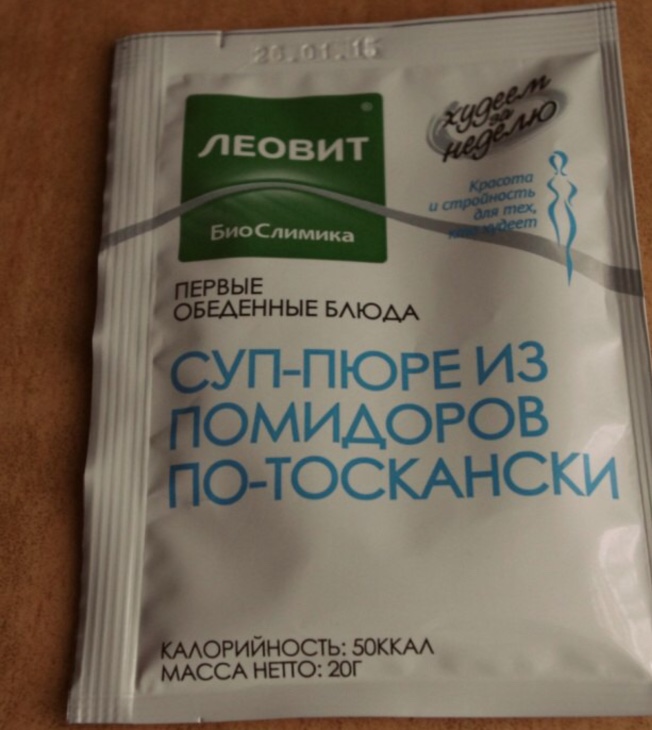 26.01.15
ЛЕОВИТ
®
БиоСлимика
худеем
за
неделю
Красота
и стройность
для тех,
кто худеет
ПЕРВЫЕ
ОБЕДЕННЫЕ БЛЮДА
СУП-ПЮРЕ ИЗ
ПОМИДОРОВ
ПО-ТОСКАНСКИ
КАЛОРИЙНОСТЬ: 50ККАЛ
МАССА НЕТТО: 20Г